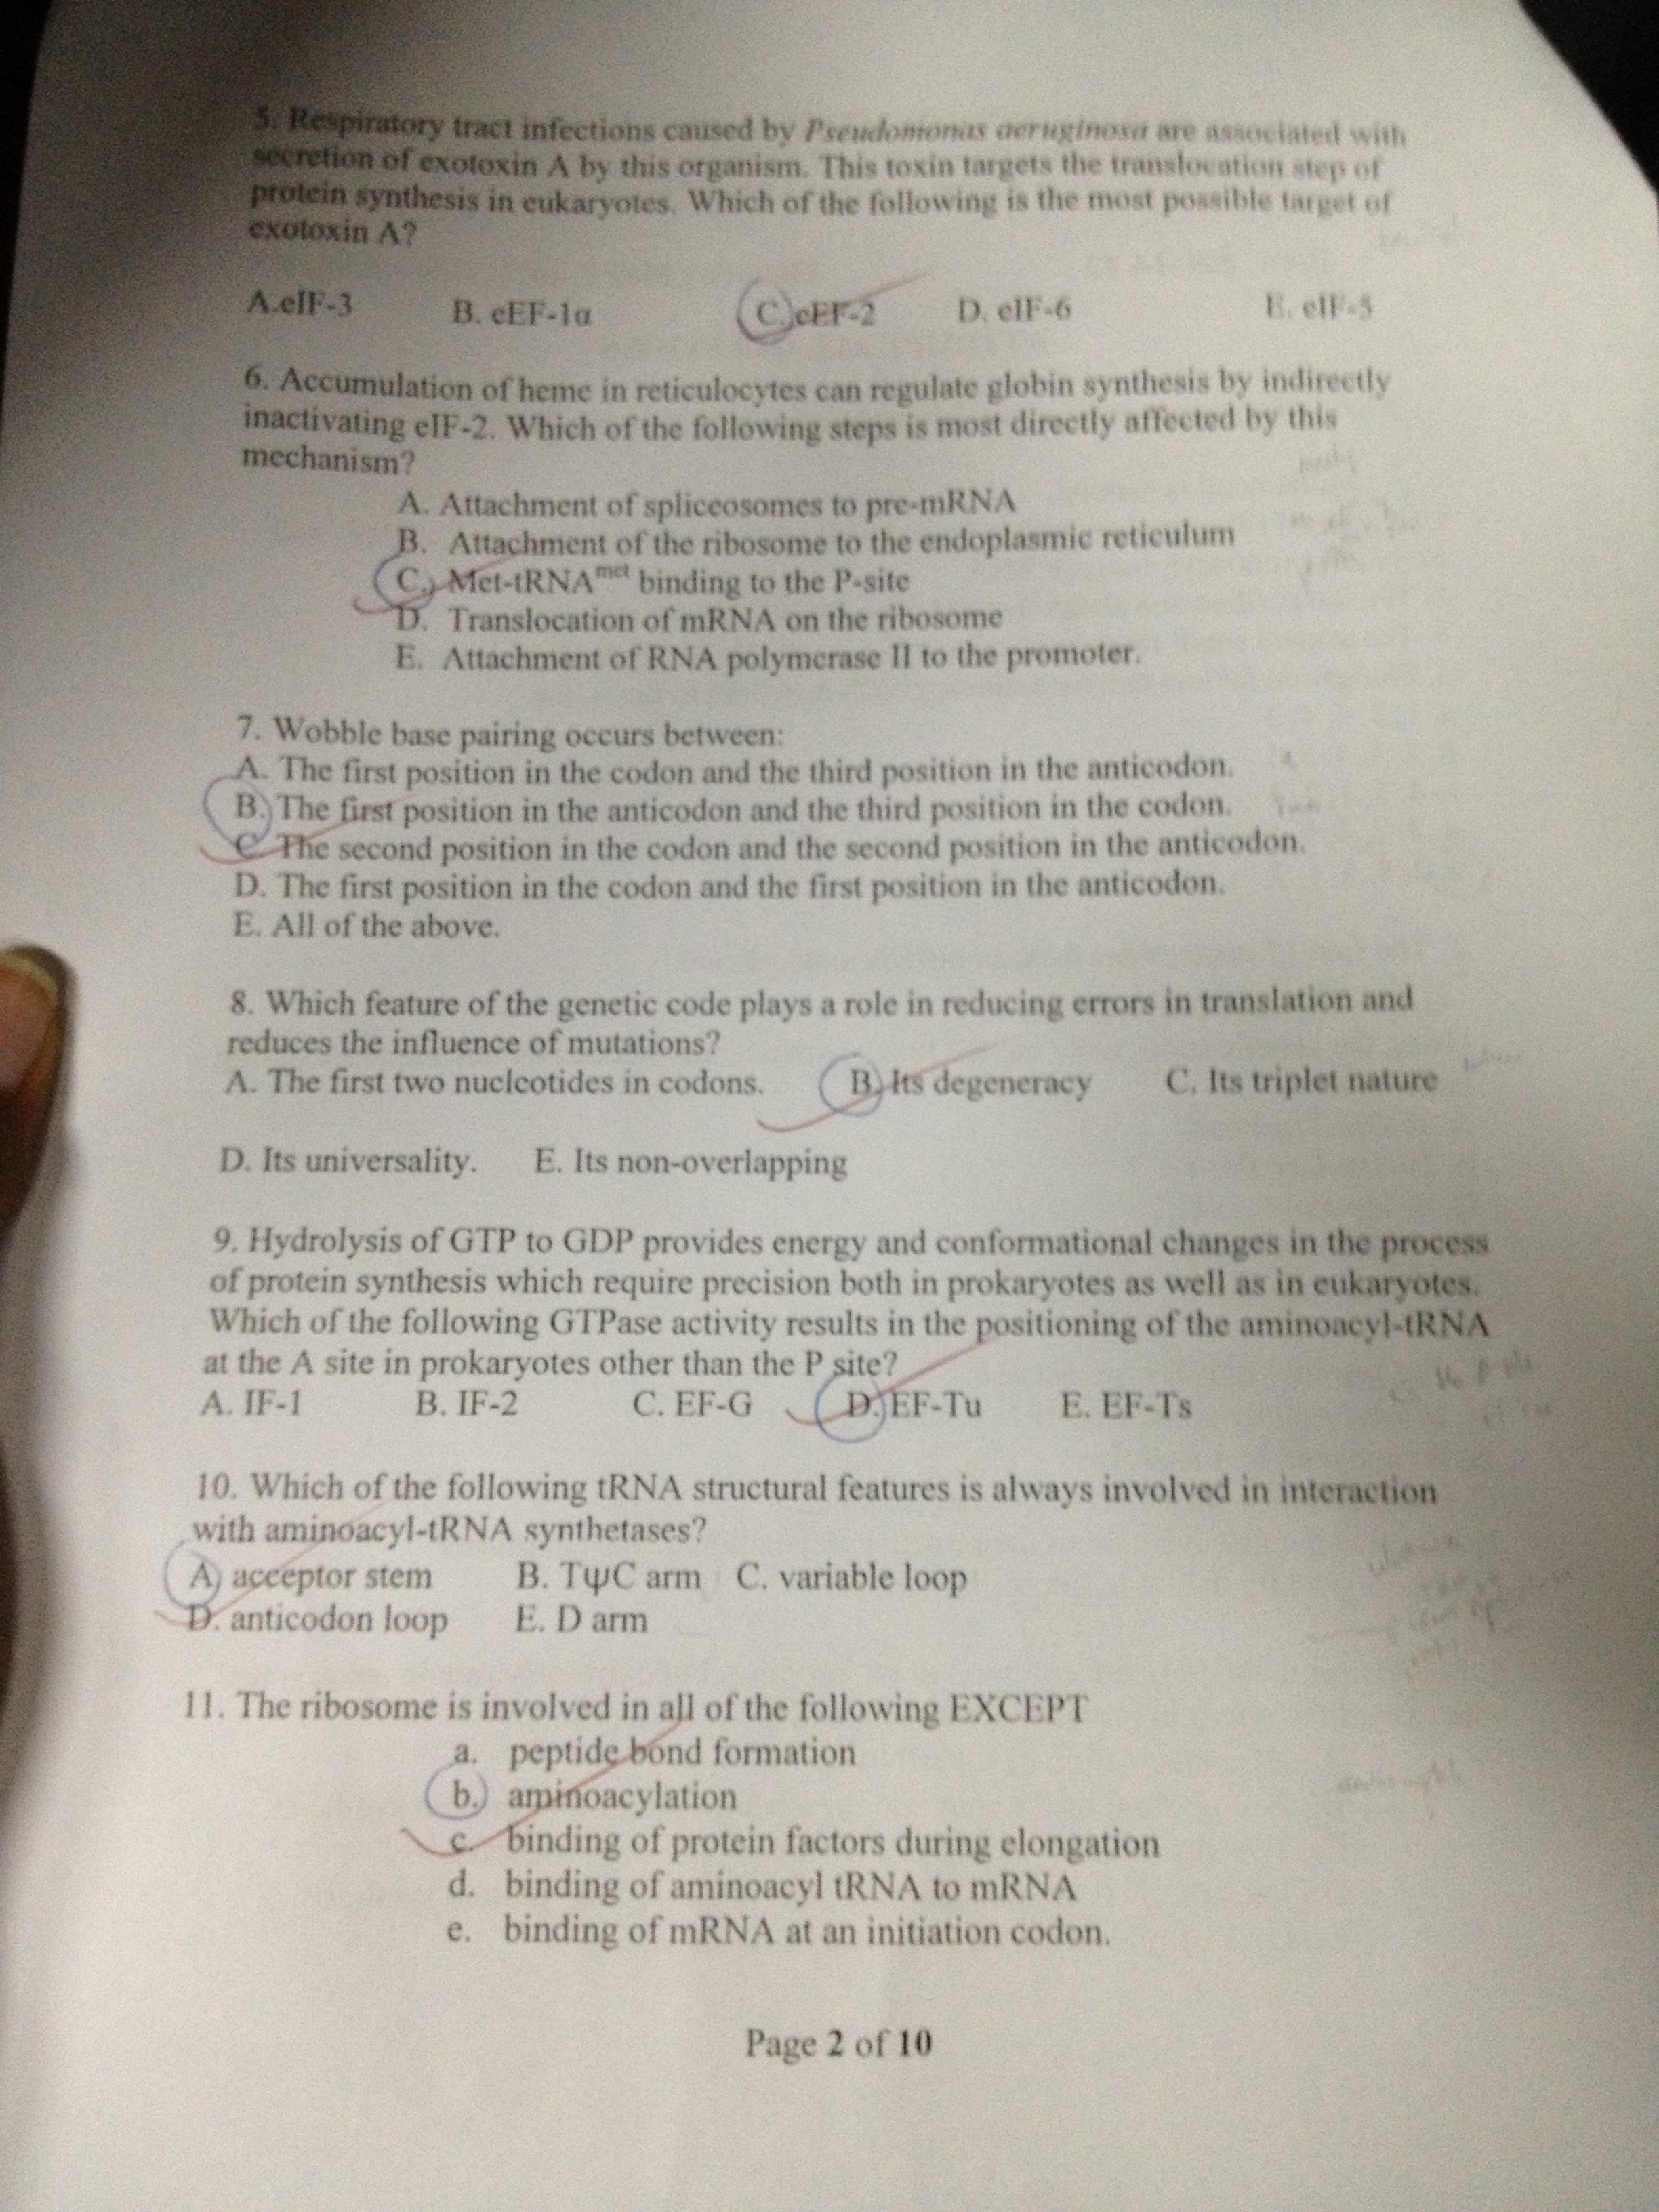 5. Respiratory tract infections caused by Pseudomonas aeruginosa are associated with
secretion of exotoxin A by this organism. This toxin targets the translocation step of
protein synthesis in eukaryotes. Which of the following is the most possible target of
exotoxin A?
A.eIF-3 B. eEF-1α C. eEF-2 D. eIF-6 E. eIF-5
6. Accumulation of heme in reticulocytes can regulate globin synthesis by indirectly
inactivating eIF-2. Which of the following steps is most directly affected by this
mechanism?
A. Attachment of spliceosomes to pre-mRNA
B. Attachment of the ribosome to the endoplasmic reticulum
C. Met-tRNAᵐᵉᵗ binding to the P-site
D. Translocation of mRNA on the ribosome
E. Attachment of RNA polymerase II to the promoter.
7. Wobble base pairing occurs between:
A. The first position in the codon and the third position in the anticodon.
B. The first position in the anticodon and the third position in the codon.
C. The second position in the codon and the second position in the anticodon.
D. The first position in the codon and the first position in the anticodon.
E. All of the above.
8. Which feature of the genetic code plays a role in reducing errors in translation and
reduces the influence of mutations?
A. The first two nucleotides in codons. B. Its degeneracy C. Its triplet nature
D. Its universality. E. Its non-overlapping
9. Hydrolysis of GTP to GDP provides energy and conformational changes in the process
of protein synthesis which require precision both in prokaryotes as well as in eukaryotes.
Which of the following GTPase activity results in the positioning of the aminoacyl-tRNA
at the A site in prokaryotes other than the P site?
A. IF-1 B. IF-2 C. EF-G D. EF-Tu E. EF-Ts
10. Which of the following tRNA structural features is always involved in interaction
with aminoacyl-tRNA synthetases?
A) acceptor stem B. TψC arm C. variable loop
D. anticodon loop E. D arm
11. The ribosome is involved in all of the following EXCEPT
a. peptide bond formation
b. aminoacylation
c. binding of protein factors during elongation
d. binding of aminoacyl tRNA to mRNA
e. binding of mRNA at an initiation codon.
Page 2 of 10